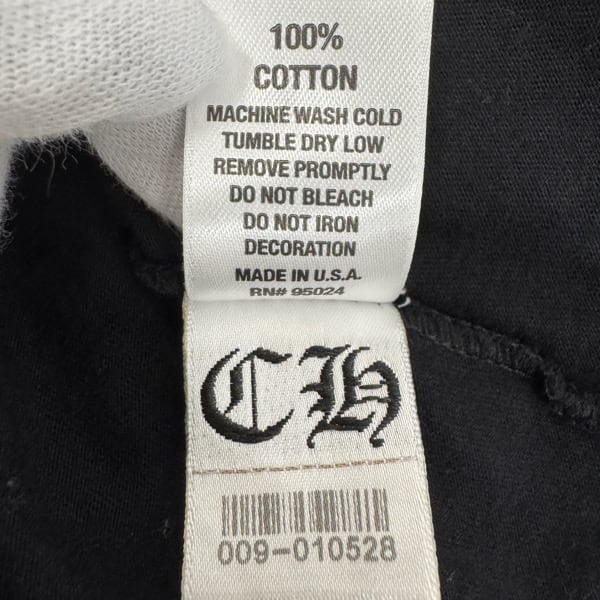 100%
COTTON
MACHINE WASH COLD
TUMBLE DRY LOW
REMOVE PROMPTLY
DO NOT BLEACH
DO NOT IRON
DECORATION
MADE IN U.S.A.
RN# 95024
CH
009-010528